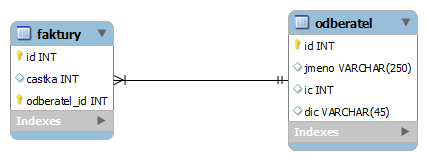 faktury
id INT
castka INT
odberatel_id INT
Indexes
odberatel
id INT
jmeno VARCHAR(250)
ic INT
dic VARCHAR(45)
Indexes